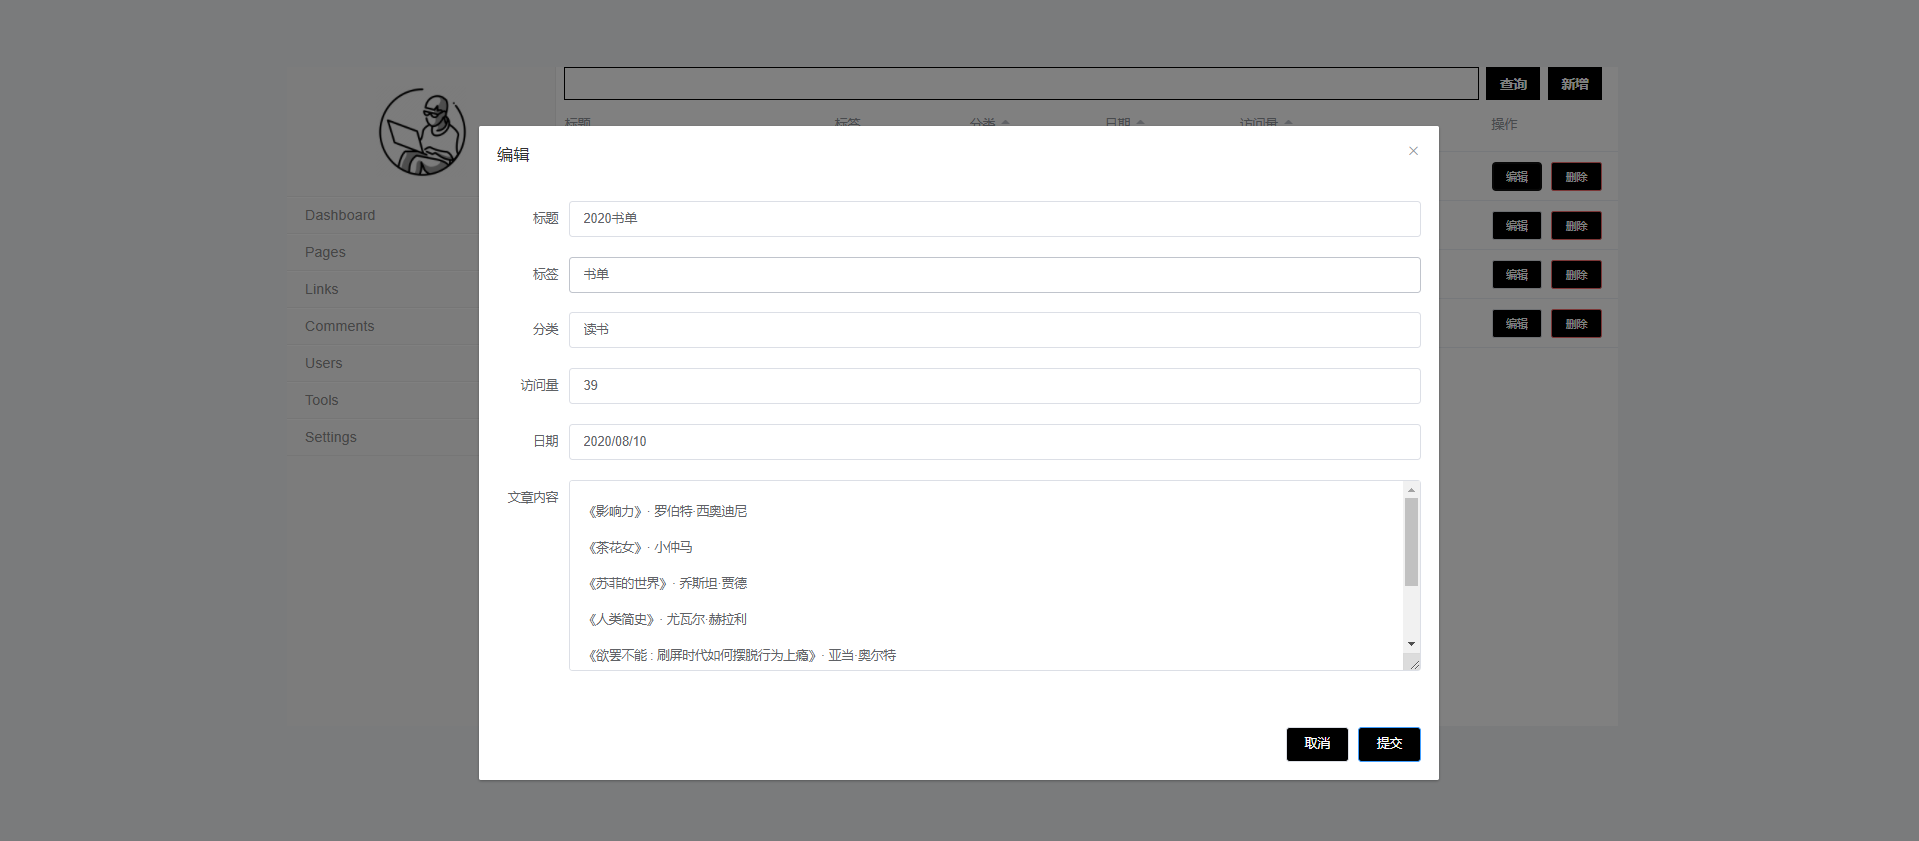 查询 新增
标题 标签 分类 日期 访问量 操作
编辑
Dashboard
Pages
Links
Comments
Users
Tools
Settings
标题 2020书单
标签 书单
分类 读书
访问量 39
日期 2020/08/10
文章内容
《影响力》· 罗伯特·西奥迪尼
《茶花女》· 小仲马
《苏菲的世界》· 乔斯坦·贾德
《人类简史》· 尤瓦尔·赫拉利
《欲罢不能 : 刷屏时代如何摆脱行为上瘾》· 亚当·奥尔特
取消 提交
编辑 删除
编辑 删除
编辑 删除
编辑 删除